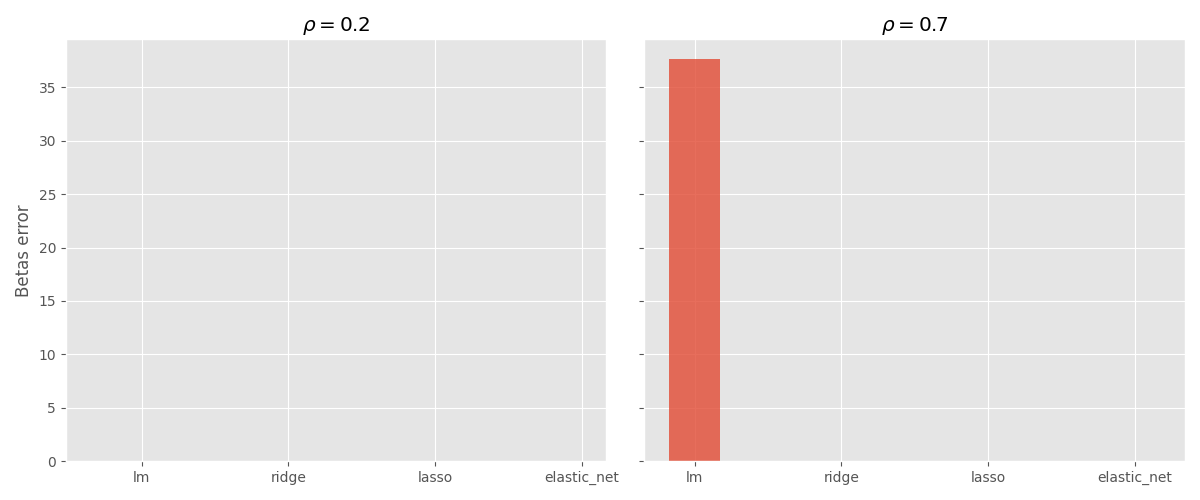 ρ = 0.2
ρ = 0.7
Betas error
35
30
25
20
15
10
5
0
lm ridge lasso elastic_net
lm ridge lasso elastic_net